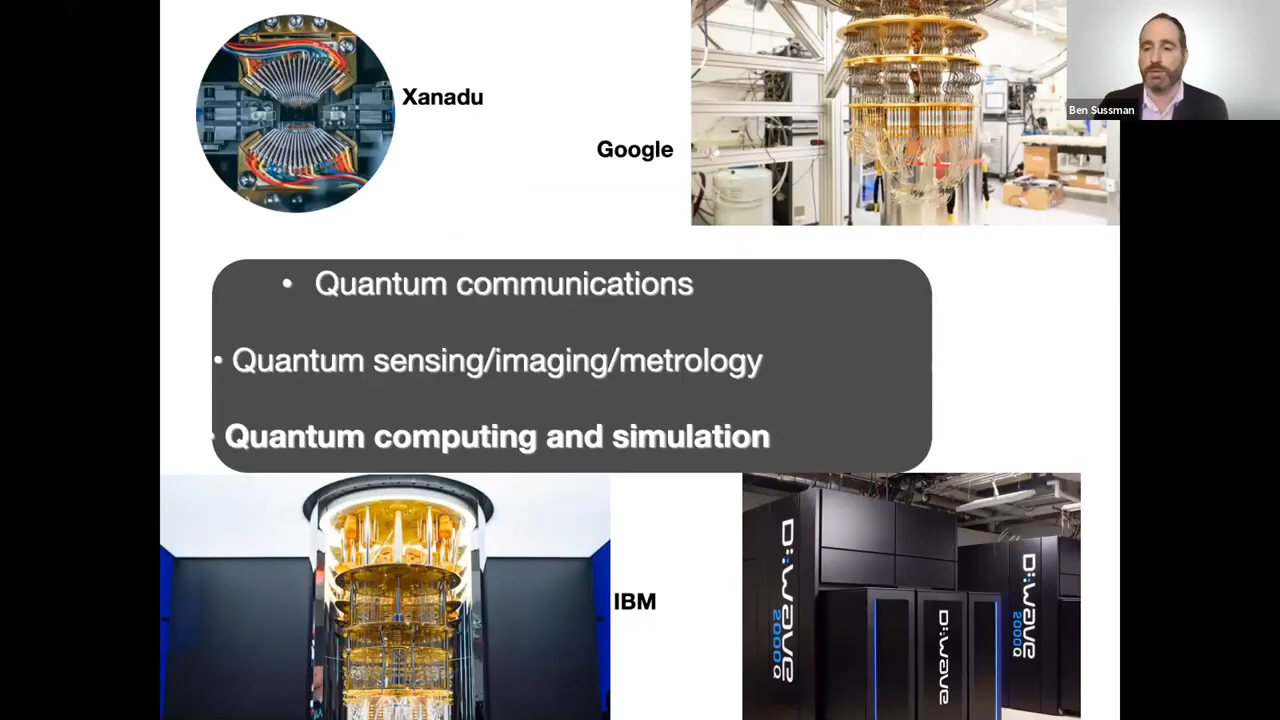 Xanadu
Google
Ben Sussman
• Quantum communications
• Quantum sensing/imaging/metrology
• Quantum computing and simulation
IBM
D:wave
2000Q
D:wave
D:wave
2000Q